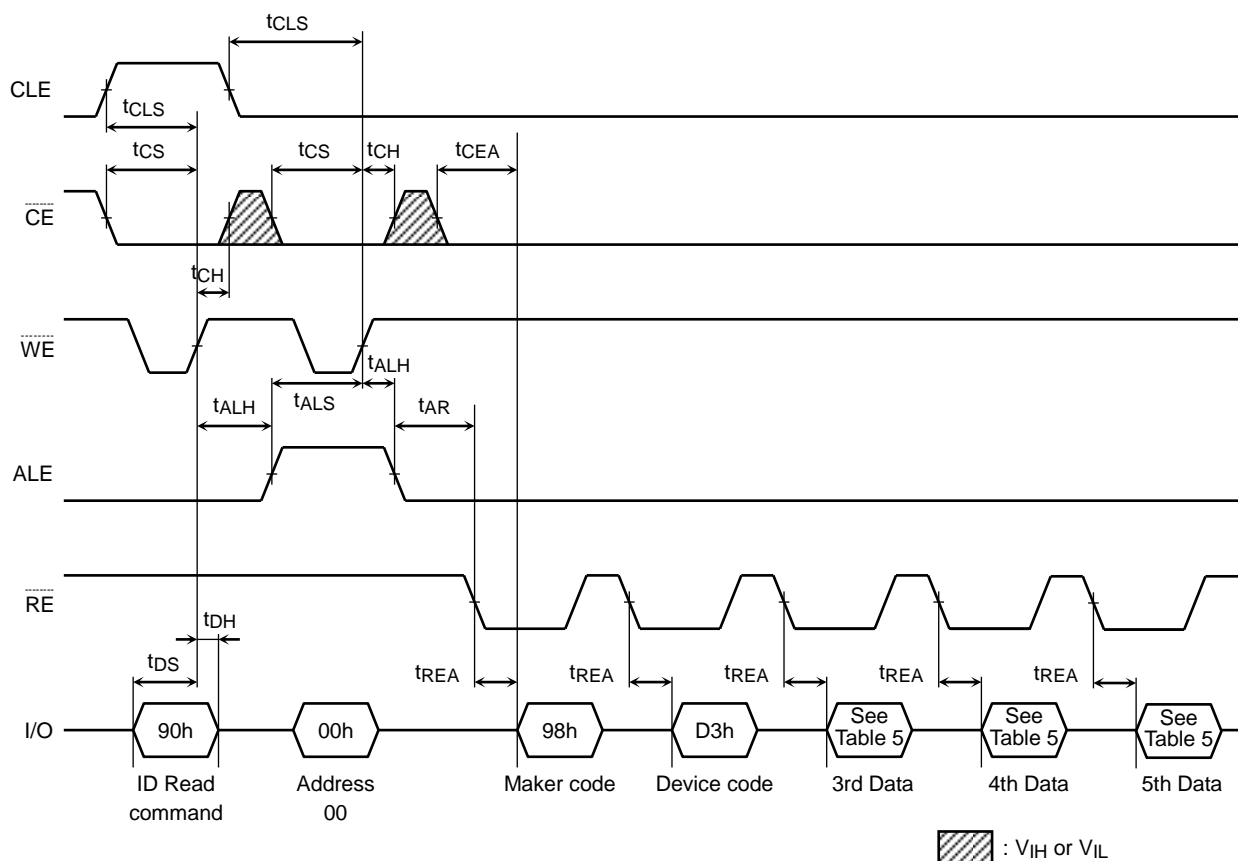 tCLS
CLE
tCLS
tCS
tCS
tCH
tCEA
CE
tCH
WE
tALH
tALH
tALS
tAR
ALE
RE
tDH
tDS
tREA
tREA
tREA
tREA
tREA
I/O
90h
00h
98h
D3h
See
Table 5
See
Table 5
See
Table 5
ID Read
command
Address
00
Maker code
Device code
3rd Data
4th Data
5th Data
: VIH or VIL